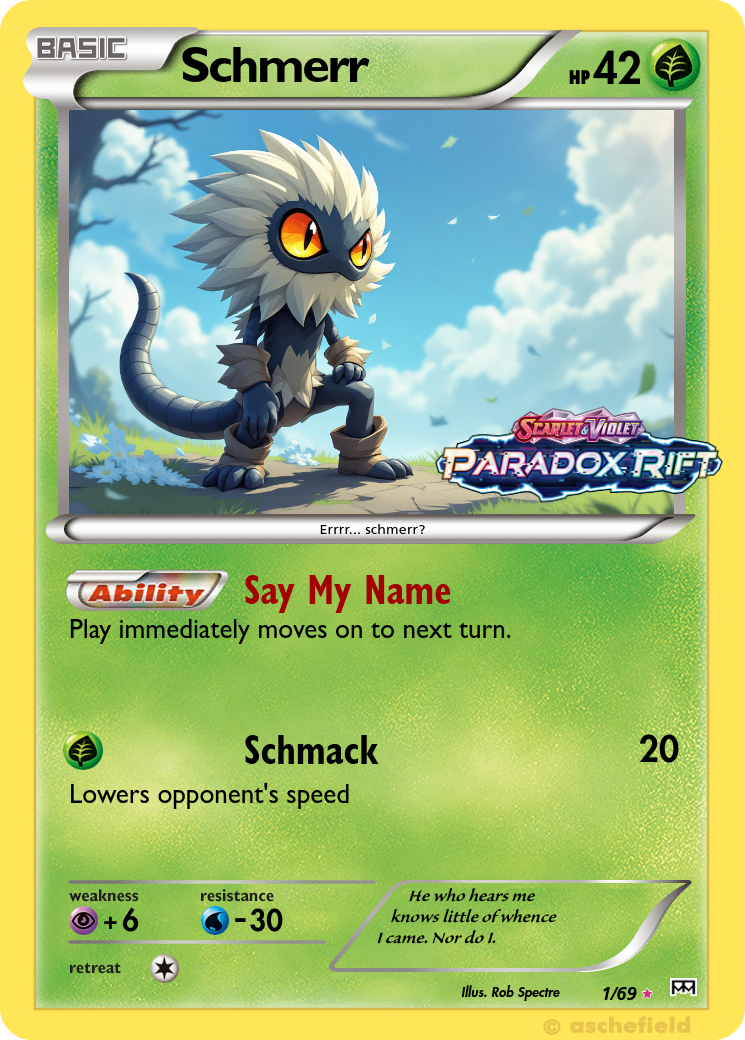 BASIC
Schmerr
HP 42
SCARLET & VIOLET
PARADOX RIFT
Errrr... schmerr?
Ability Say My Name
Play immediately moves on to next turn.
Schmack 20
Lowers opponent's speed
weakness
+6
resistance
-30
He who hears me
knows little of whence
I came. Nor do I.
retreat
Illus. Rob Spectre
1/69
© aschefield